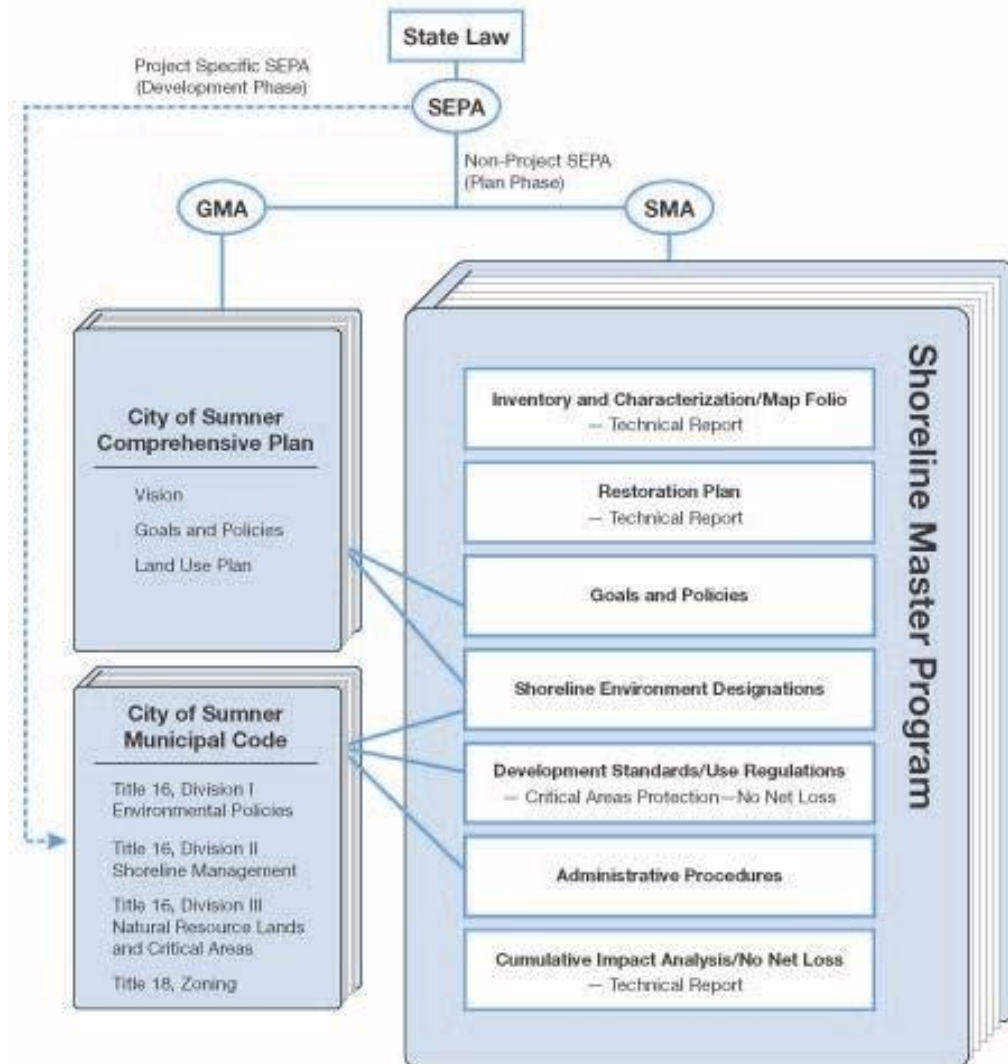 State Law
Project Specific SEPA
(Development Phase)
SEPA
Non-Project SEPA
(Plan Phase)
GMA
SMA
City of Sumner
Comprehensive Plan
Vision
Goals and Policies
Land Use Plan
City of Sumner
Municipal Code
Title 16, Division I
Environmental Policies
Title 16, Division II
Shoreline Management
Title 16, Division III
Natural Resource Lands
and Critical Areas
Title 18, Zoning
Shoreline Master Program
Inventory and Characterization/Map Folio
— Technical Report
Restoration Plan
— Technical Report
Goals and Policies
Shoreline Environment Designations
Development Standards/Use Regulations
— Critical Areas Protection—No Net Loss
Administrative Procedures
Cumulative Impact Analysis/No Net Loss
— Technical Report